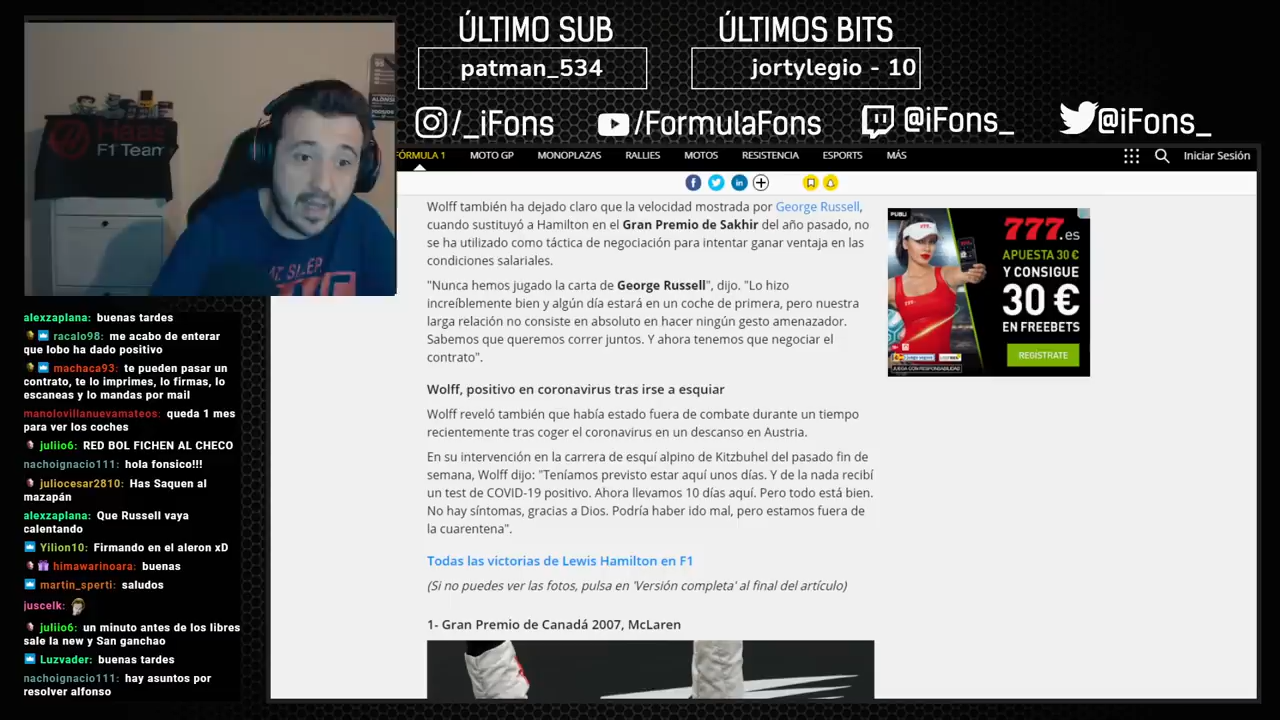 ÚLTIMO SUB
patman_534
ÚLTIMOS BITS
jortylegio - 10
/_iFons
/FormulaFons
@iFons_
@iFons_
Haas
F1 Team
FÓRMULA 1 MOTO GP MONOPLAZAS RALLIES MOTOS RESISTENCIA ESPORTS MÁS
Iniciar Sesión
Wolff también ha dejado claro que la velocidad mostrada por George Russell,
cuando sustituyó a Hamilton en el Gran Premio de Sakhir del año pasado, no
se ha utilizado como táctica de negociación para intentar ganar ventaja en las
condiciones salariales.
"Nunca hemos jugado la carta de George Russell", dijo. "Lo hizo
increíblemente bien y algún día estará en un coche de primera, pero nuestra
larga relación no consiste en absoluto en hacer ningún gesto amenazador.
Sabemos que queremos correr juntos. Y ahora tenemos que negociar el
contrato".
Wolff, positivo en coronavirus tras irse a esquiar
Wolff reveló también que había estado fuera de combate durante un tiempo
recientemente tras coger el coronavirus en un descanso en Austria.
En su intervención en la carrera de esquí alpino de Kitzbuhel del pasado fin de
semana, Wolff dijo: "Teníamos previsto estar aquí unos días. Y de la nada recibí
un test de COVID-19 positivo. Ahora llevamos 10 días aquí. Pero todo está bien.
No hay síntomas, gracias a Dios. Podría haber ido mal, pero estamos fuera de
la cuarentena".
Todas las victorias de Lewis Hamilton en F1
(Si no puedes ver las fotos, pulsa en 'Versión completa' al final del artículo)
1- Gran Premio de Canadá 2007, McLaren
PUBLI
777.es
APUESTA 30 €
Y CONSIGUE
30 €
EN FREEBETS
REGÍSTRATE
alexzaplana: buenas tardes
racalo98: me acabo de enterar
que lobo ha dado positivo
machaca93: te pueden pasar un
contrato, te lo imprimes, lo firmas, lo
escaneas y lo mandas por mail
manolovillanuevamateos: queda 1 mes
para ver los coches
juliio6: RED BOL FICHEN AL CHECO
nachoignacio111: hola fonsico!!!
juliocesar2810: Has Saquen al
mazapán
alexzaplana: Que Russell vaya
calentando
Yilion10: Firmando en el aleron xD
himawarinoara: buenas
martin_sperti: saludos
juscelk:
juliio6: un minuto antes de los libres
sale la new y San ganchao
Luzvader: buenas tardes
nachoignacio111: hay asuntos por
resolver alfonso